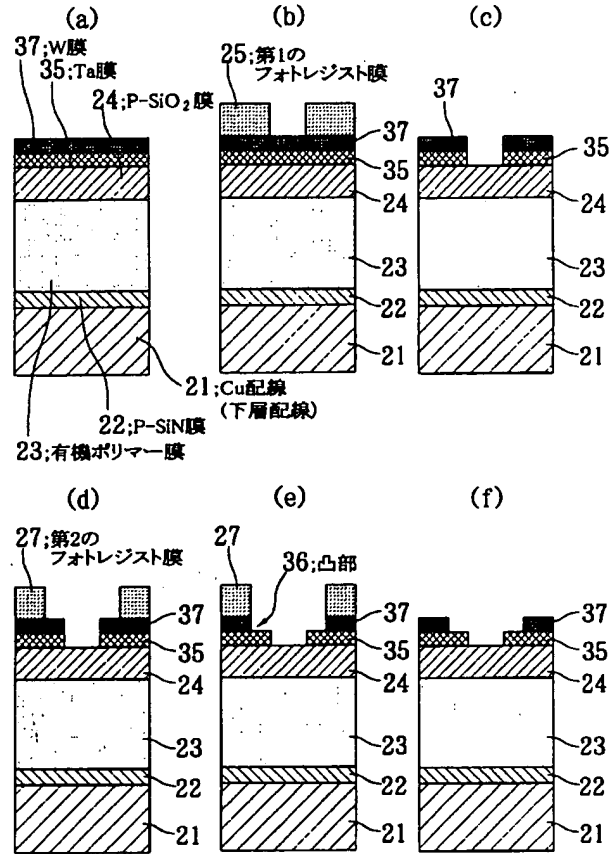 (a)
37;W膜
35;Ta膜
24;P-SiO₂膜
21;Cu配線
(下層配線)
22;P-SiN膜
23;有機ポリマー膜
(b)
25;第1の
フォトレジスト膜
37
35
24
23
22
21
(c)
37
35
24
23
22
21
(d)
27;第2の
フォトレジスト膜
37
35
24
23
22
21
(e)
27
36;凸部
37
35
24
23
22
21
(f)
37
35
24
23
22
21